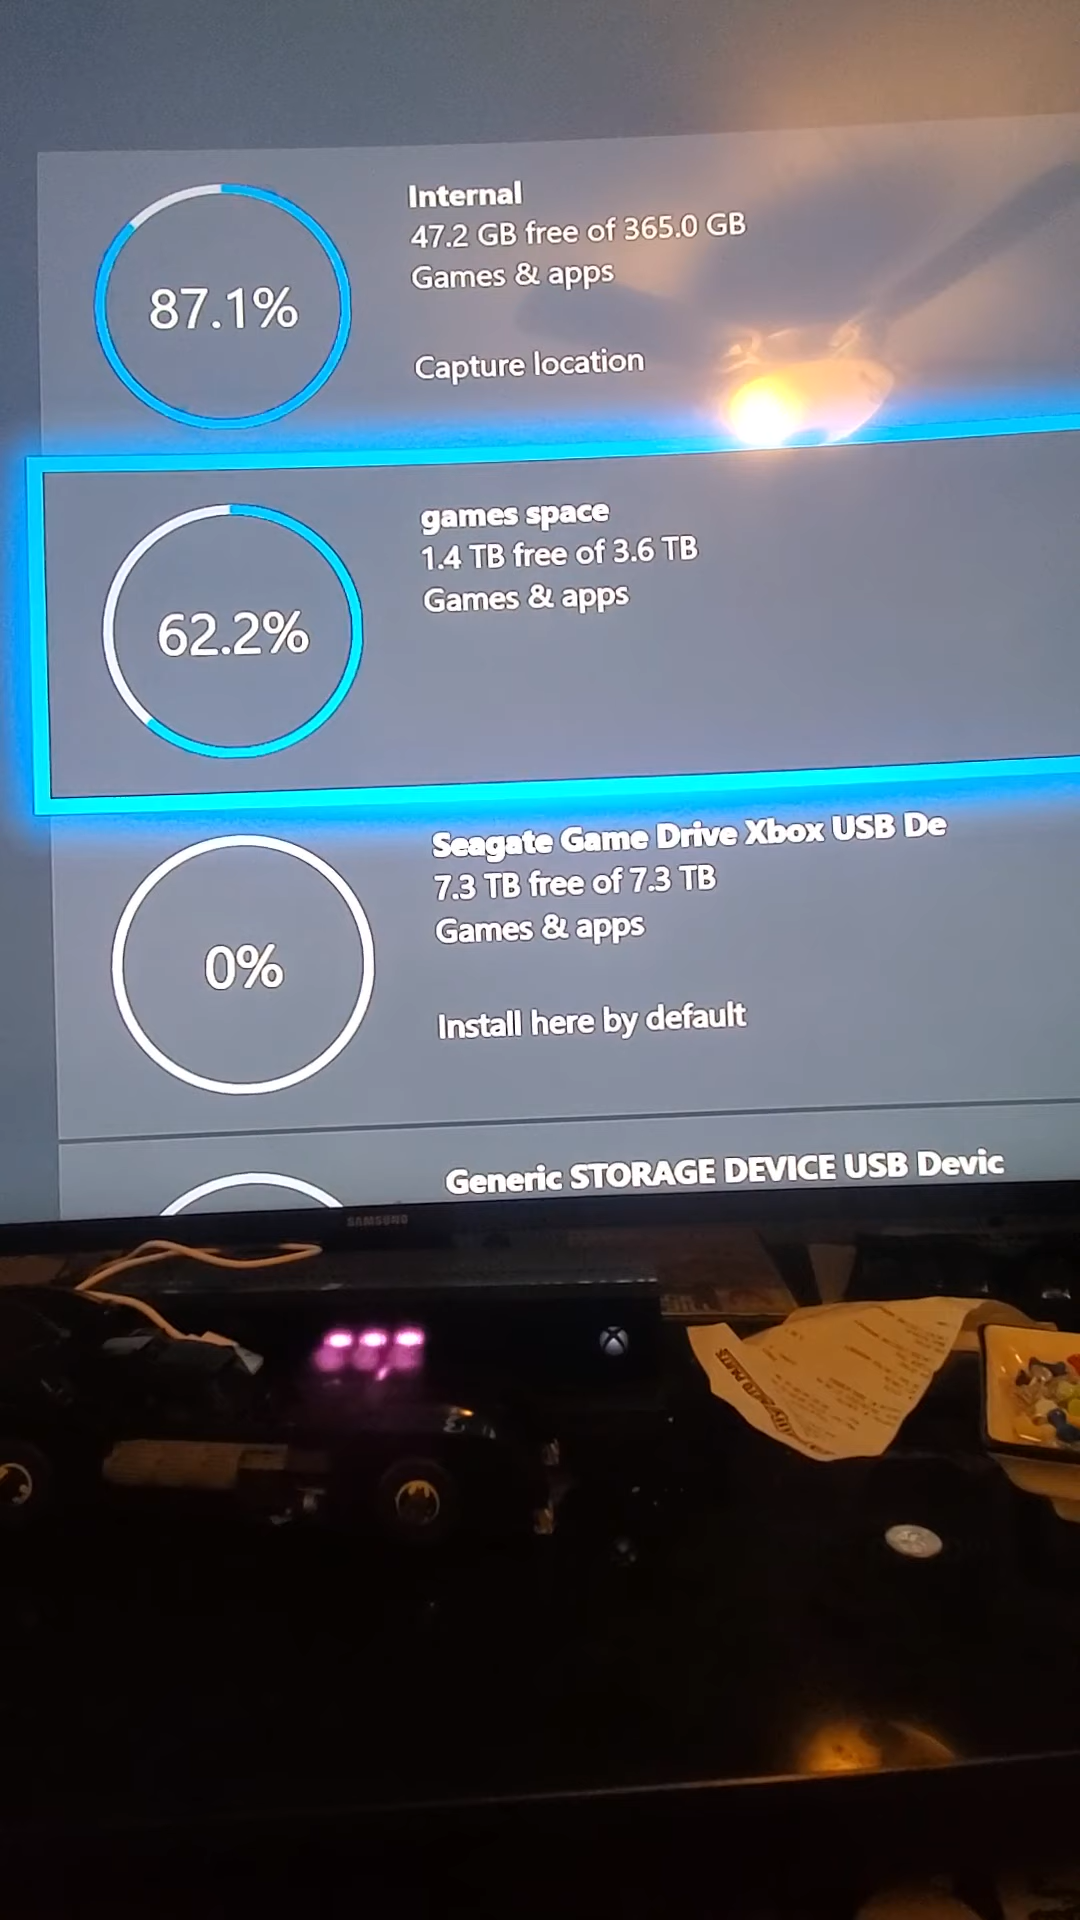 Internal
47.2 GB free of 365.0 GB
Games & apps
87.1%
Capture location
games space
1.4 TB free of 3.6 TB
Games & apps
62.2%
Seagate Game Drive Xbox USB De
7.3 TB free of 7.3 TB
Games & apps
0%
Install here by default
Generic STORAGE DEVICE USB Devic
SAMSUNG